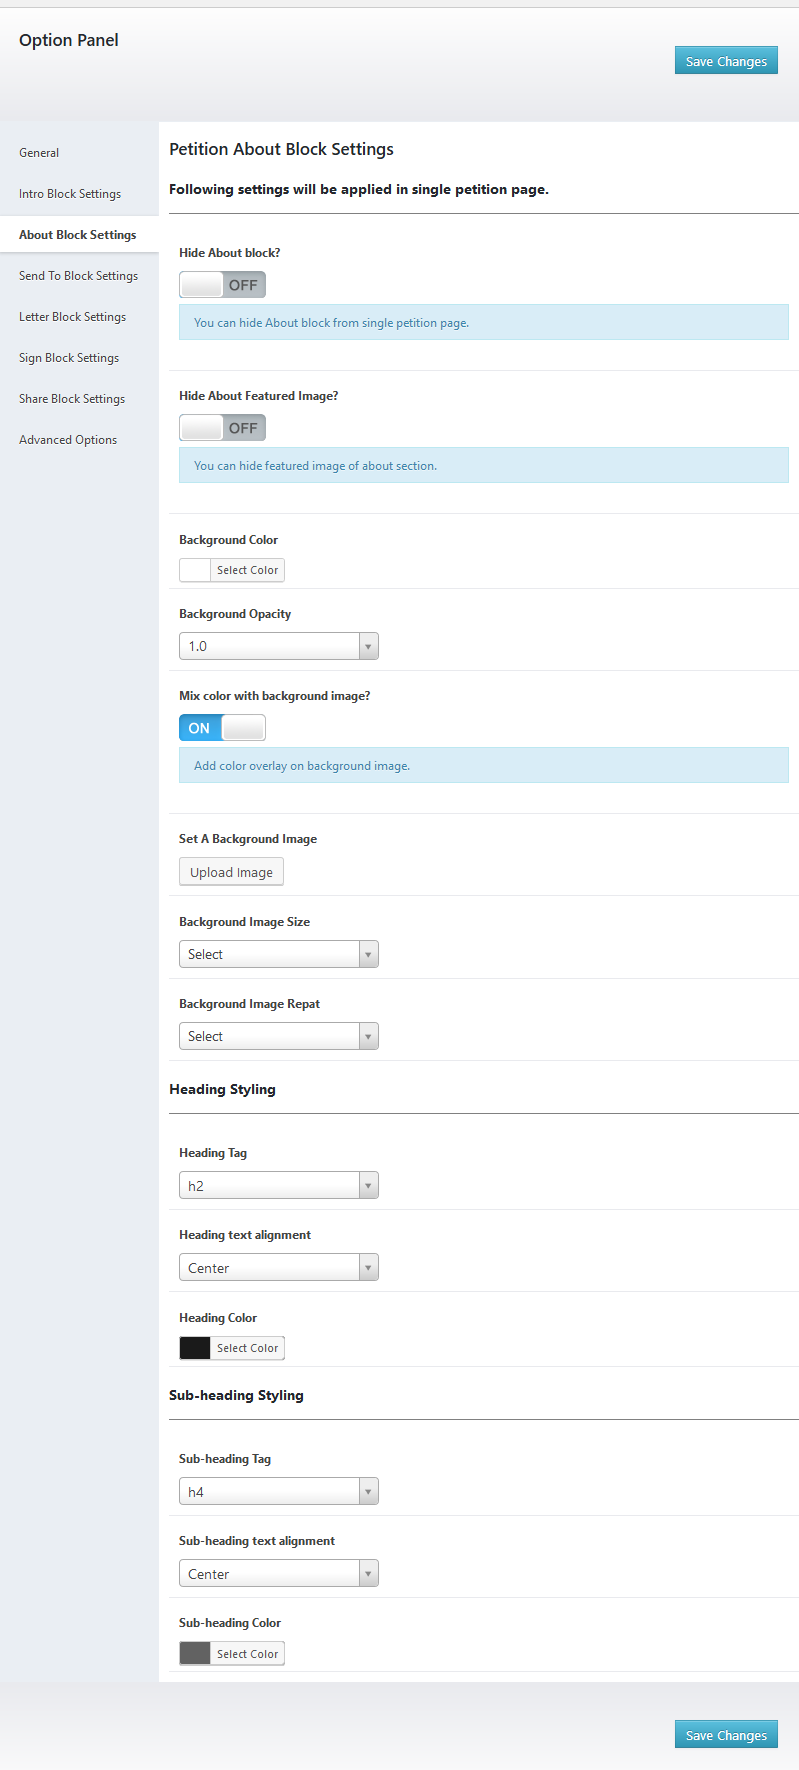 Option Panel
Save Changes
General
Intro Block Settings
About Block Settings
Send To Block Settings
Letter Block Settings
Sign Block Settings
Share Block Settings
Advanced Options
Petition About Block Settings
Following settings will be applied in single petition page.
Hide About block?
OFF
You can hide About block from single petition page.
Hide About Featured Image?
OFF
You can hide featured image of about section.
Background Color
Select Color
Background Opacity
1.0
Mix color with background image?
ON
Add color overlay on background image.
Set A Background Image
Upload Image
Background Image Size
Select
Background Image Repat
Select
Heading Styling
Heading Tag
h2
Heading text alignment
Center
Heading Color
Select Color
Sub-heading Styling
Sub-heading Tag
h4
Sub-heading text alignment
Center
Sub-heading Color
Select Color
Save Changes